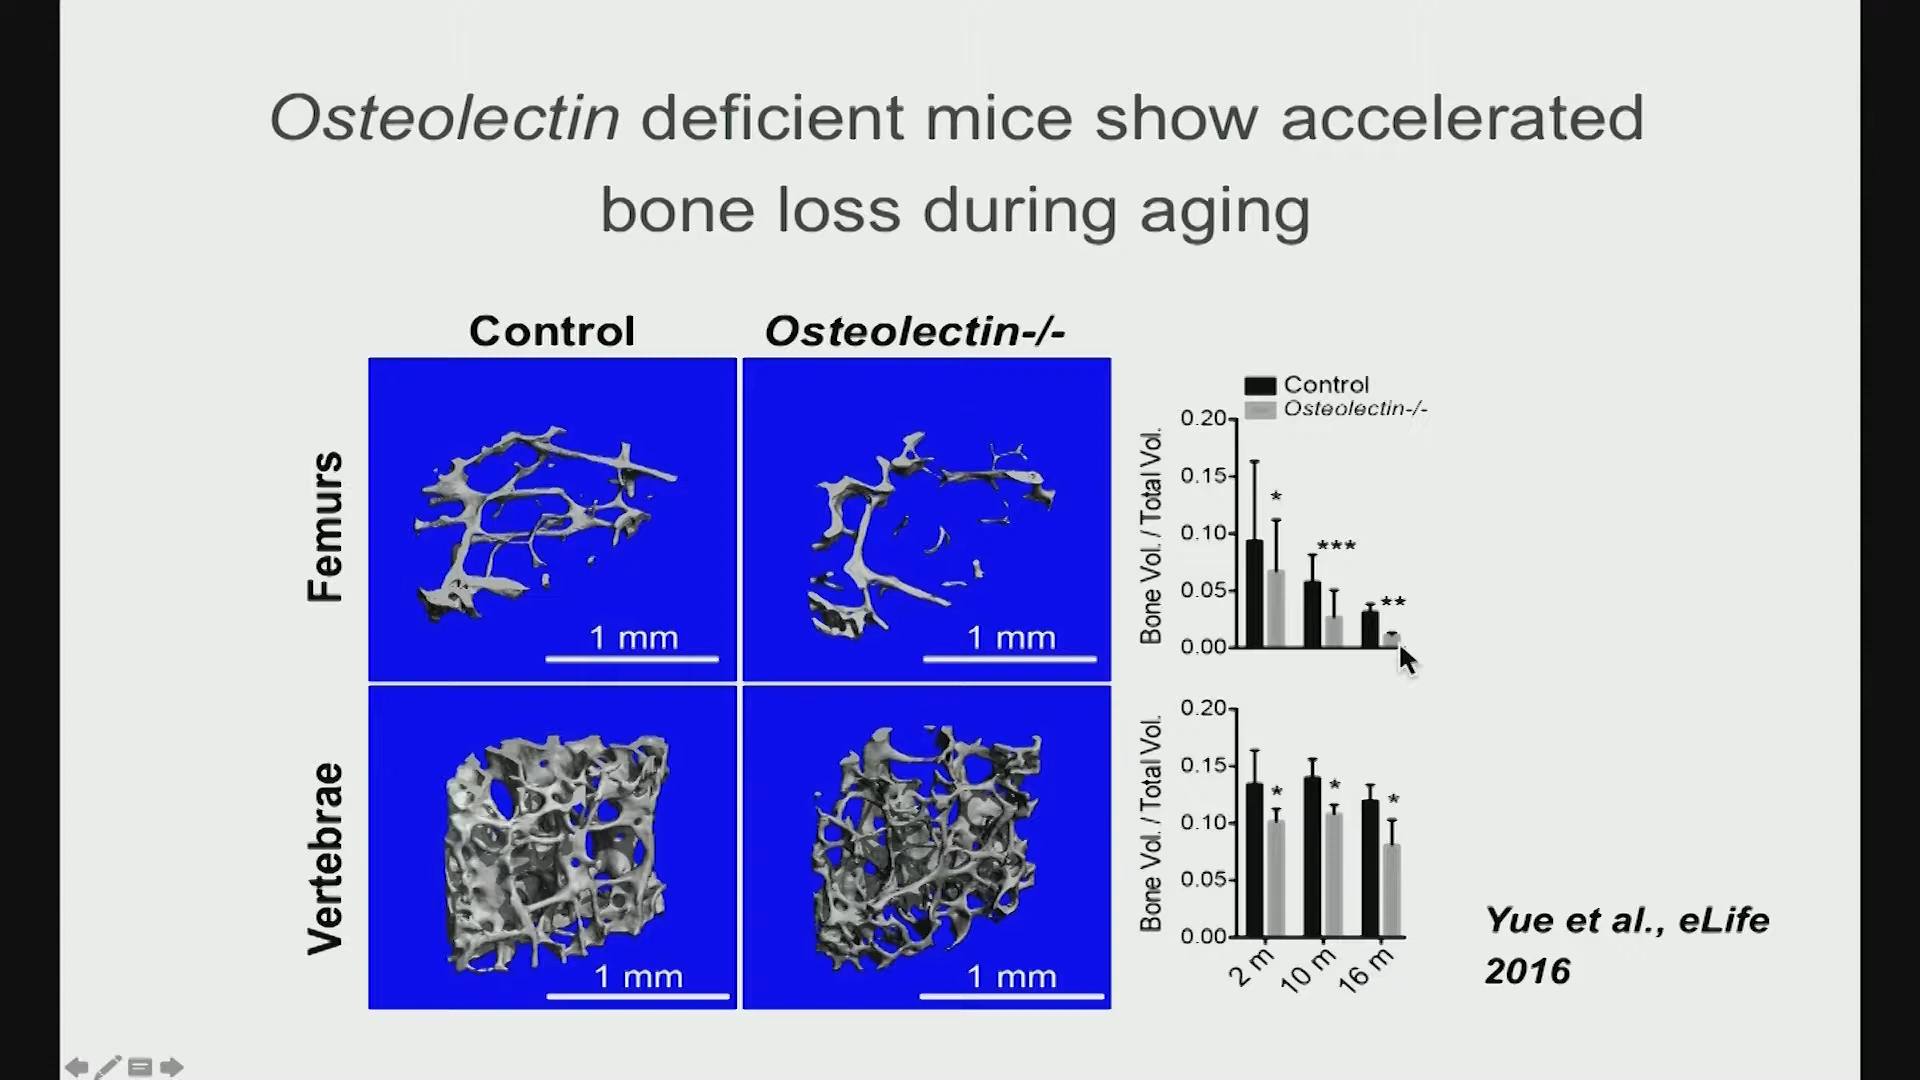 Osteolectin deficient mice show accelerated
bone loss during aging
Control
Osteolectin-/-
Femurs
1 mm
1 mm
Vertebrae
1 mm
1 mm
Control
Osteolectin-/-
Bone Vol. / Total Vol.
0.20
0.15
0.10
0.05
0.00
*
***
**
Bone Vol. / Total Vol.
0.20
0.15
0.10
0.05
0.00
*
*
*
2 m
10 m
16 m
Yue et al., eLife
2016